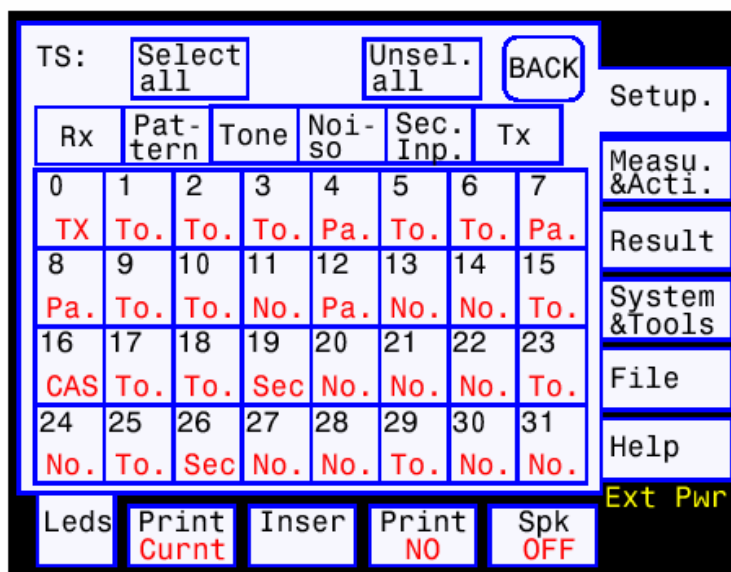 TS:
Select
all
Unsel.
all
BACK
Setup.
Rx
Pat-
tern
Tone
Noi-
so
Sec.
Inp.
Tx
Measu.
&Acti.
0 1 2 3 4 5 6 7
TX To. To. To. Pa. To. To. Pa.
Result
8 9 10 11 12 13 14 15
Pa. To. To. No. Pa. No. No. To.
System
&Tools
16 17 18 19 20 21 22 23
CAS To. To. Sec No. No. No. To.
File
24 25 26 27 28 29 30 31
No. To. Sec No. No. To. No. No.
Help
Ext Pwr
Leds
Print
Curnt
Inser
Print
NO
Spk
OFF